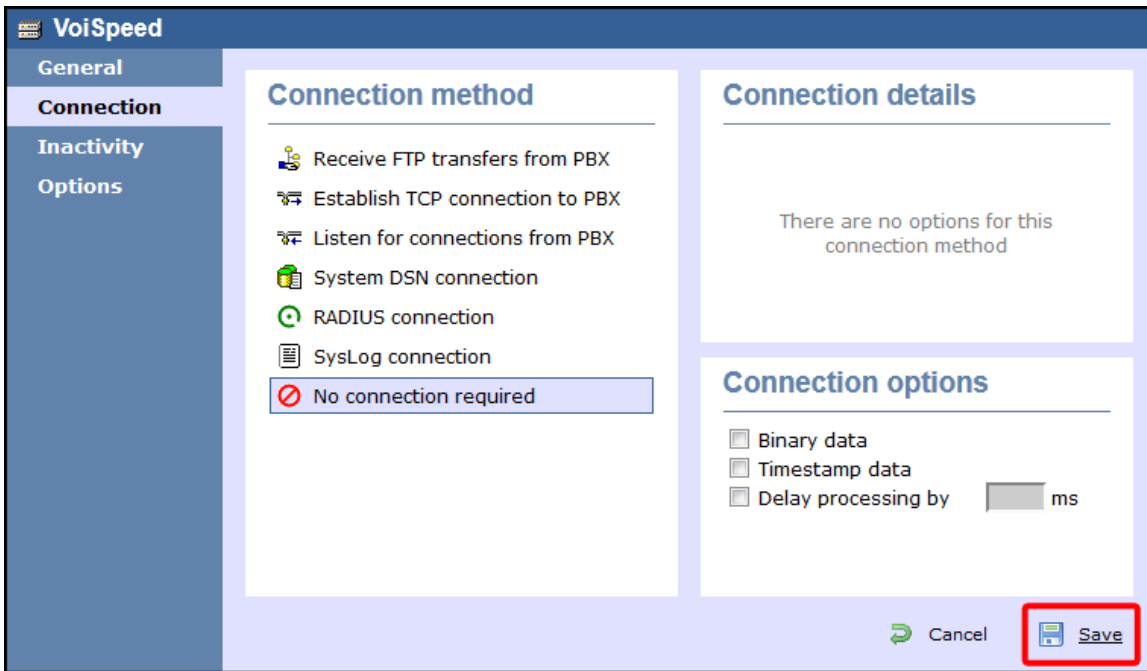 VoiSpeed
General
Connection
Inactivity
Options
Connection method
Receive FTP transfers from PBX
Establish TCP connection to PBX
Listen for connections from PBX
System DSN connection
RADIUS connection
SysLog connection
No connection required
Connection details
There are no options for this
connection method
Connection options
Binary data
Timestamp data
Delay processing by ms
Cancel Save